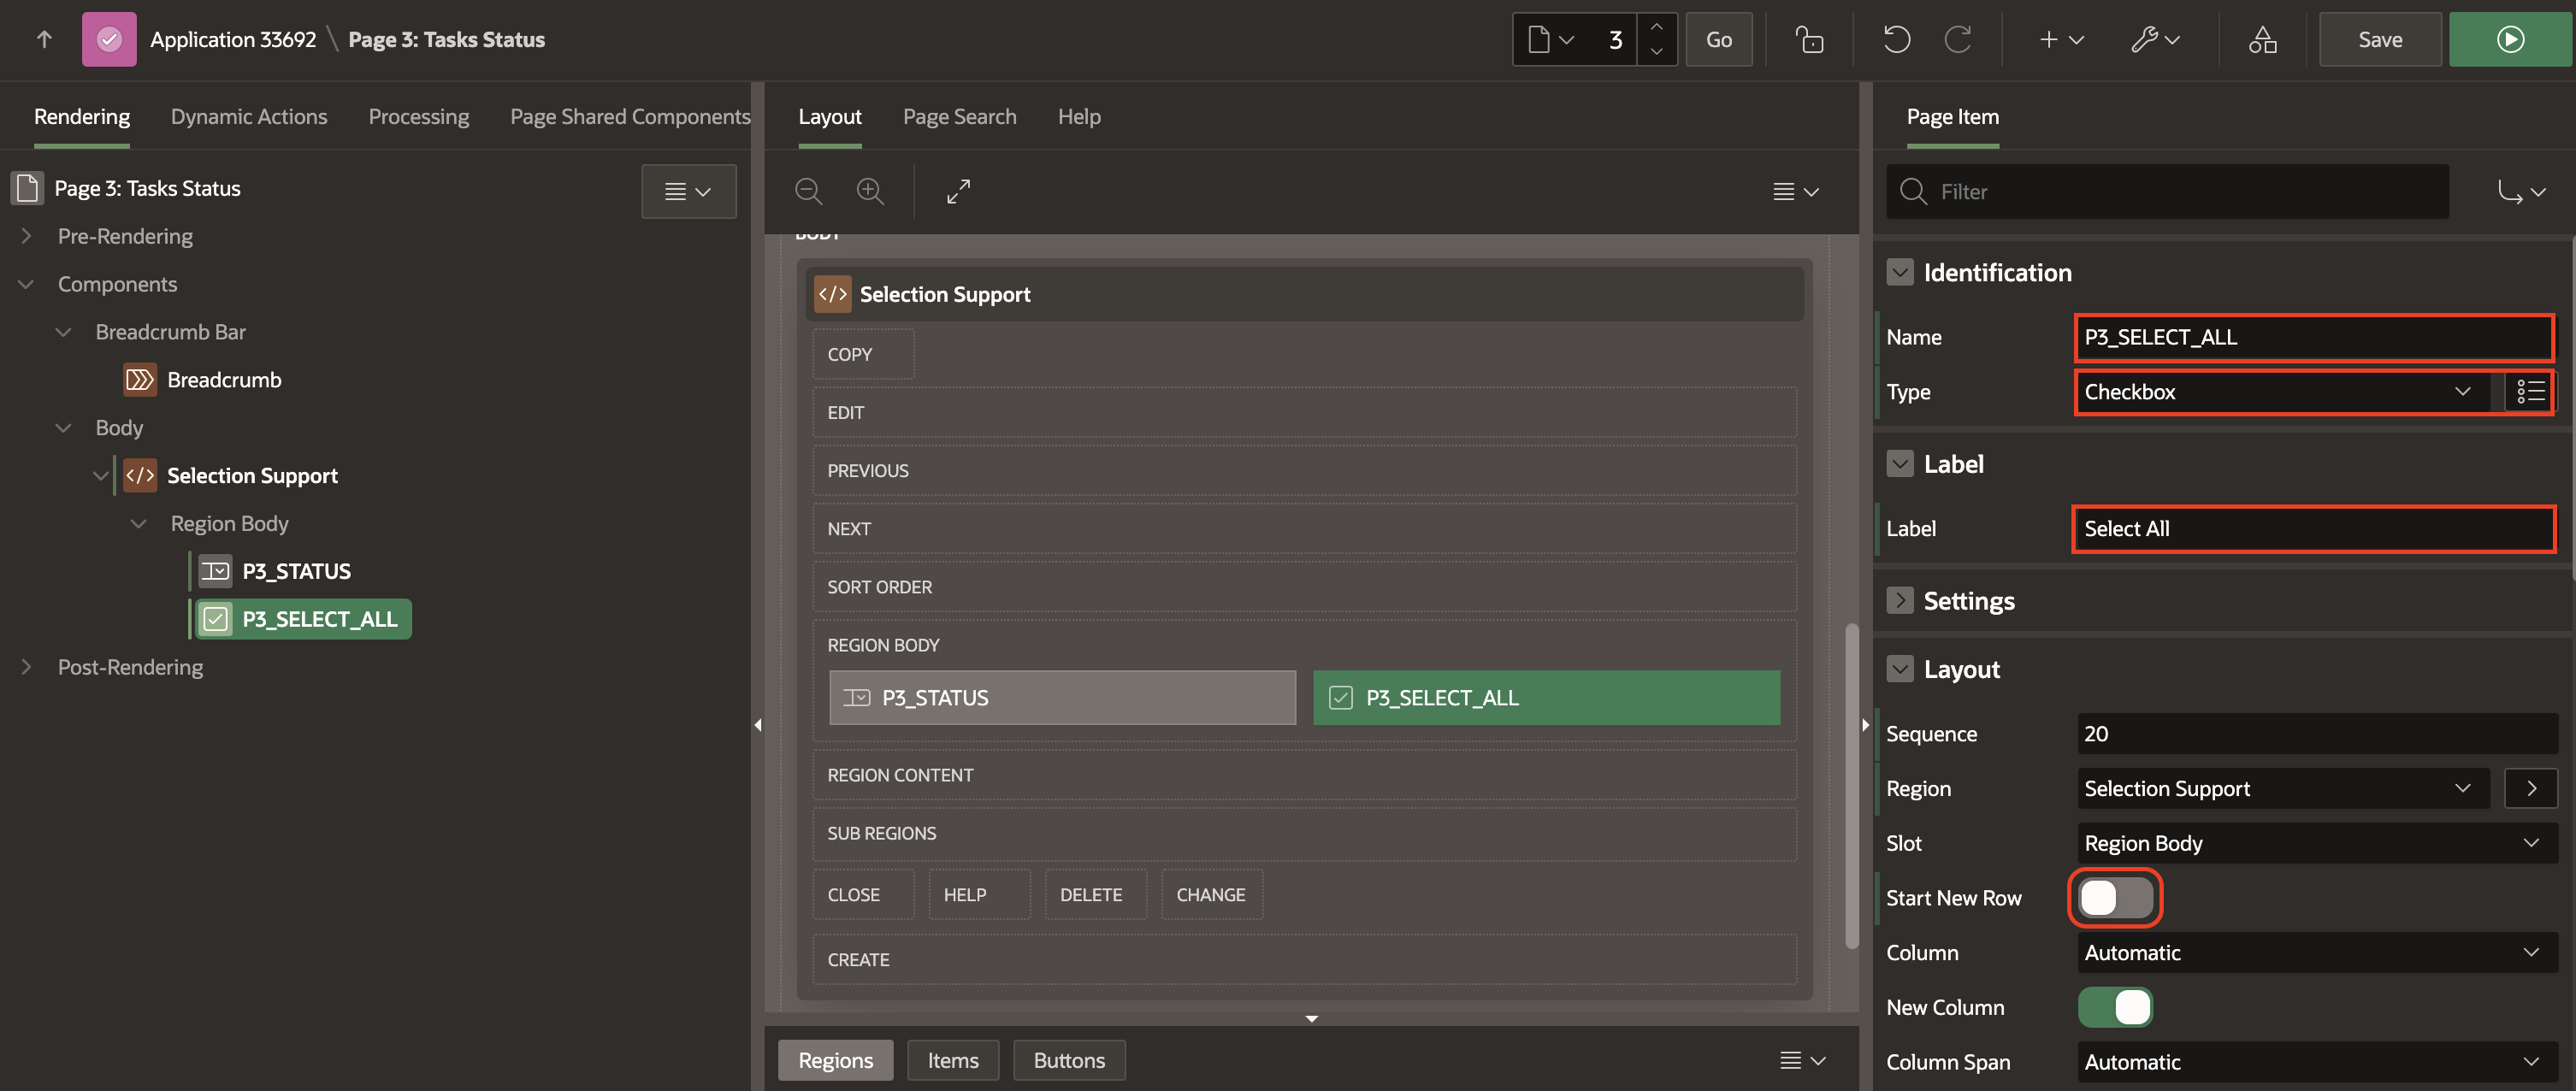 Application 33692 \ Page 3: Tasks Status
3
Go
Save
Rendering
Dynamic Actions
Processing
Page Shared Components
Page 3: Tasks Status
Pre-Rendering
Components
Breadcrumb Bar
Breadcrumb
Body
Selection Support
Region Body
P3_STATUS
P3_SELECT_ALL
Post-Rendering
Layout
Page Search
Help
BODY
</> Selection Support
COPY
EDIT
PREVIOUS
NEXT
SORT ORDER
REGION BODY
P3_STATUS
P3_SELECT_ALL
REGION CONTENT
SUB REGIONS
CLOSE
HELP
DELETE
CHANGE
CREATE
Regions
Items
Buttons
Page Item
Filter
Identification
Name
P3_SELECT_ALL
Type
Checkbox
Label
Label
Select All
Settings
Layout
Sequence
20
Region
Selection Support
Slot
Region Body
Start New Row
Column
Automatic
New Column
Column Span
Automatic